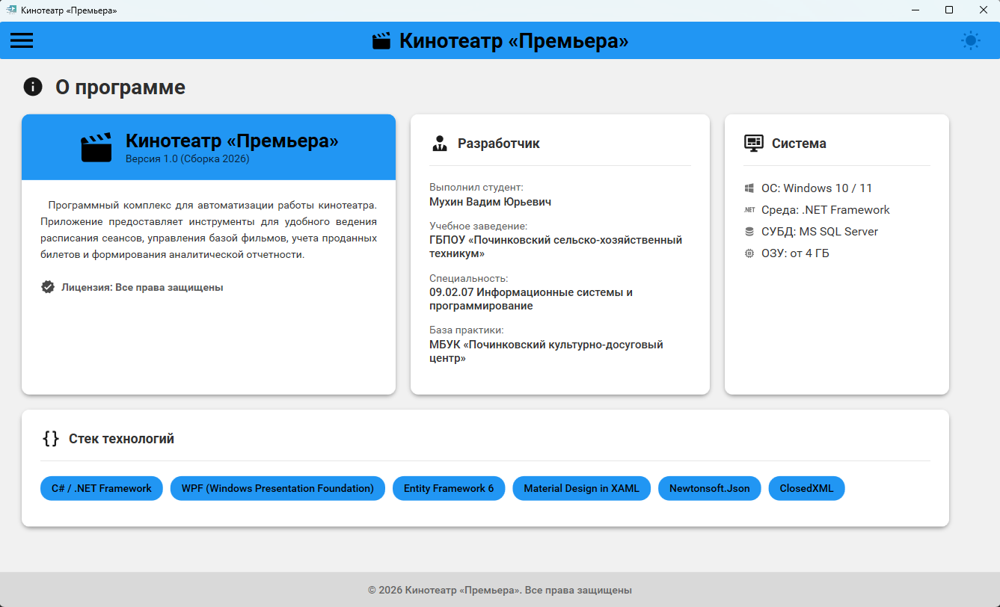 Кинотеатр «Премьера»
Кинотеатр «Премьера»
О программе
Кинотеатр «Премьера»
Версия 1.0 (Сборка 2026)
Программный комплекс для автоматизации работы кинотеатра.
Приложение предоставляет инструменты для удобного ведения
расписания сеансов, управления базой фильмов, учета проданных
билетов и формирования аналитической отчетности.
Лицензия: Все права защищены
Разработчик
Выполнил студент:
Мухин Вадим Юрьевич
Учебное заведение:
ГБПОУ «Починковский сельско-хозяйственный
техникум»
Специальность:
09.02.07 Информационные системы и
программирование
База практики:
МБУК «Починковский культурно-досуговый
центр»
Система
ОС: Windows 10 / 11
.NET Среда: .NET Framework
СУБД: MS SQL Server
ОЗУ: от 4 ГБ
Стек технологий
C# / .NET Framework
WPF (Windows Presentation Foundation)
Entity Framework 6
Material Design in XAML
Newtonsoft.Json
ClosedXML
© 2026 Кинотеатр «Премьера». Все права защищены